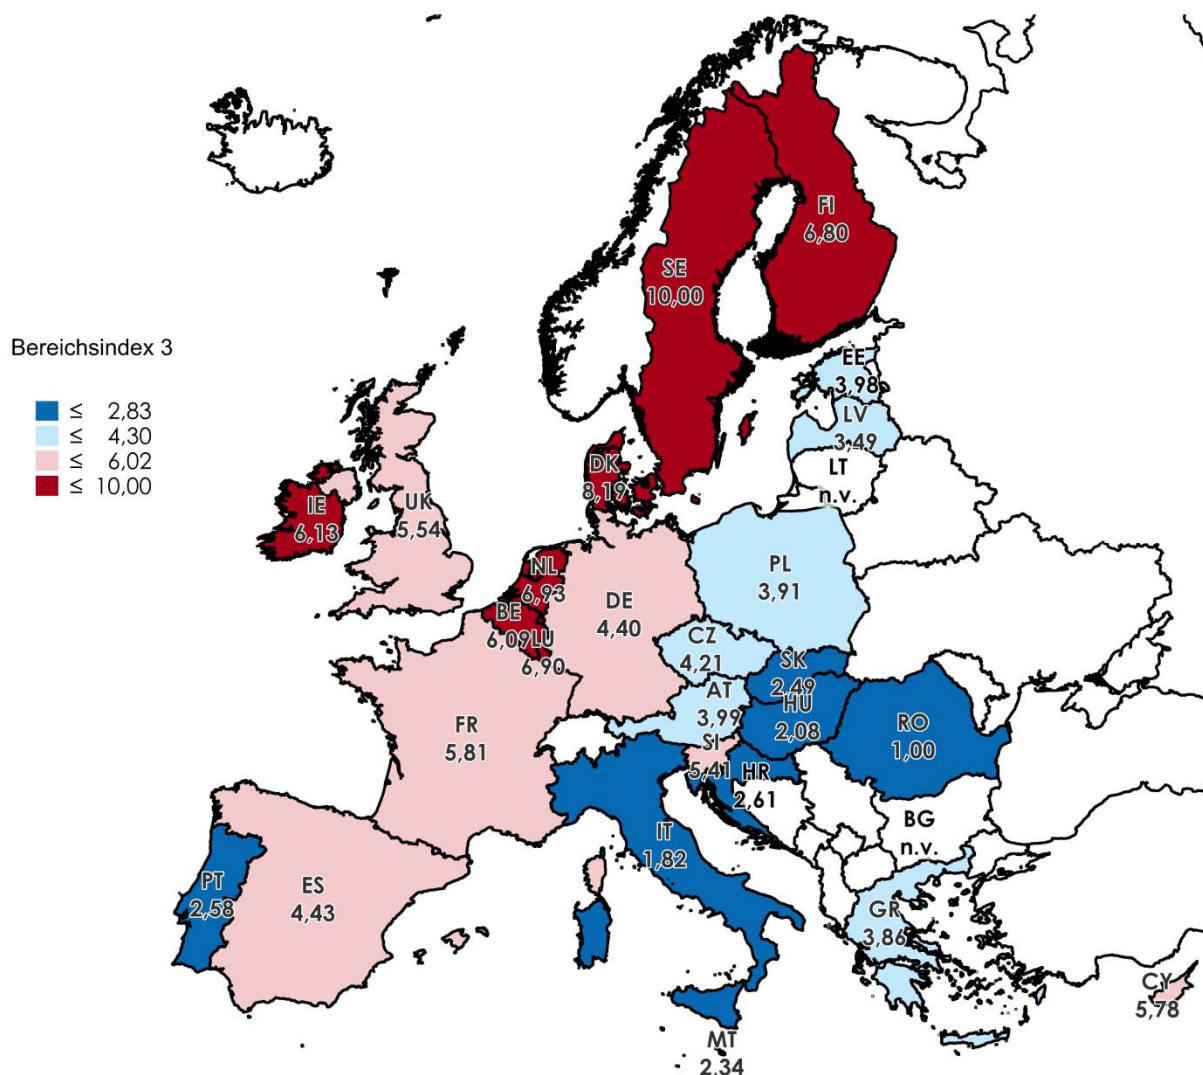 Bereichsindex 3
≤ 2,83
≤ 4,30
≤ 6,02
≤ 10,00
FI
6,80
SE
10,00
EE
3,98
LV
3,49
LT
n.v.
DK
8,19
IE
6,13
UK
5,54
NL
6,93
BE
6,09
LU
6,90
DE
4,40
PL
3,91
CZ
4,21
SK
2,49
AT
3,99
HU
2,08
RO
1,00
FR
5,81
SI
5,41
HR
2,61
BG
n.v.
IT
1,82
PT
2,58
ES
4,43
GR
3,86
CY
5,78
MT
2,34